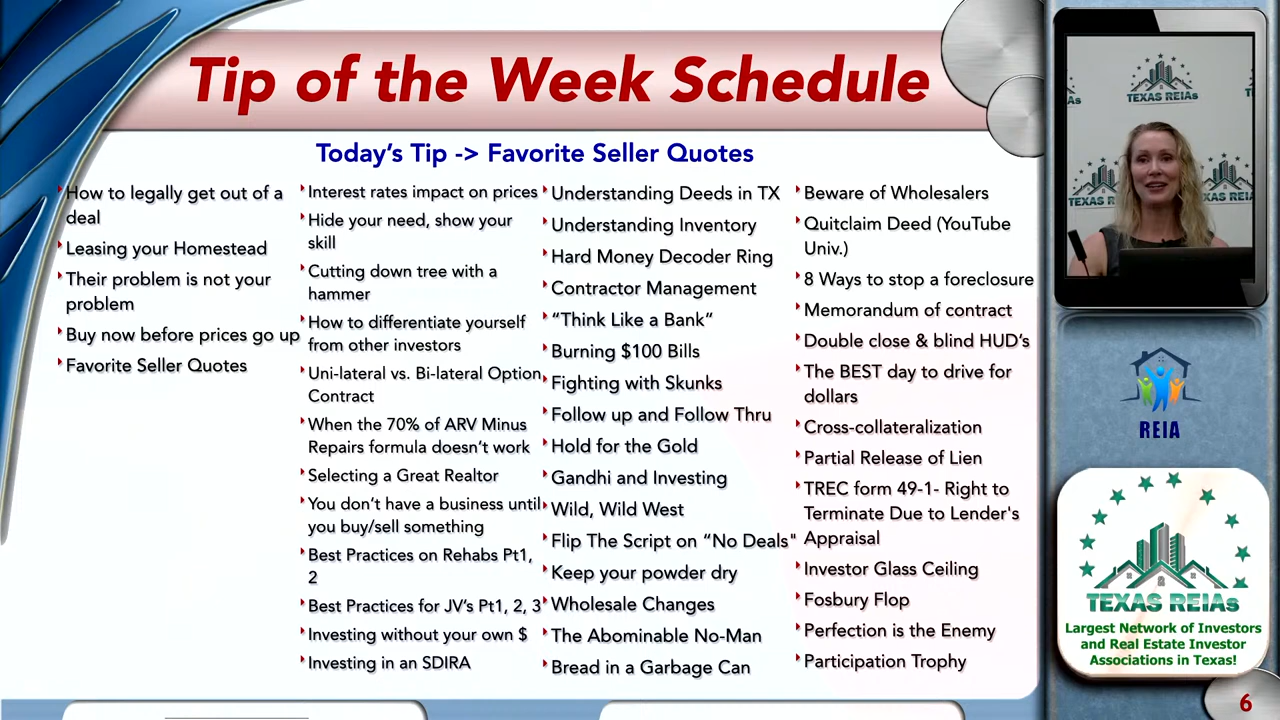 Tip of the Week Schedule
Today's Tip -> Favorite Seller Quotes
How to legally get out of a
deal
Leasing your Homestead
Their problem is not your
problem
Buy now before prices go up
Favorite Seller Quotes
Interest rates impact on prices
Hide your need, show your
skill
Cutting down tree with a
hammer
How to differentiate yourself
from other investors
Uni-lateral vs. Bi-lateral Option
Contract
When the 70% of ARV Minus
Repairs formula doesn't work
Selecting a Great Realtor
You don't have a business until
you buy/sell something
Best Practices on Rehabs Pt1,
2
Best Practices for JV's Pt1, 2, 3
Investing without your own $
Investing in an SDIRA
Understanding Deeds in TX
Understanding Inventory
Hard Money Decoder Ring
Contractor Management
"Think Like a Bank"
Burning $100 Bills
Fighting with Skunks
Follow up and Follow Thru
Hold for the Gold
Gandhi and Investing
Wild, Wild West
Flip The Script on "No Deals"
Keep your powder dry
Wholesale Changes
The Abominable No-Man
Bread in a Garbage Can
Beware of Wholesalers
Quitclaim Deed (YouTube
Univ.)
8 Ways to stop a foreclosure
Memorandum of contract
Double close & blind HUD's
The BEST day to drive for
dollars
Cross-collateralization
Partial Release of Lien
TREC form 49-1- Right to
Terminate Due to Lender's
Appraisal
Investor Glass Ceiling
Fosbury Flop
Perfection is the Enemy
Participation Trophy
TEXAS REIAs
REIA
TEXAS REIAs
Largest Network of Investors
and Real Estate Investor
Associations in Texas!
6